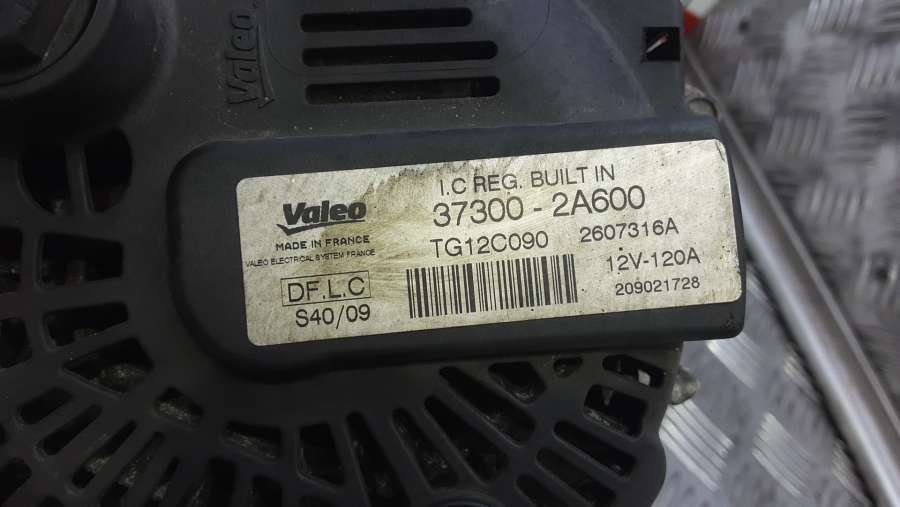 Valeo
I.C REG. BUILT IN
Valeo 37300 - 2A600
MADE IN FRANCE TG12C090 2607316A
VALEO ELECTRICAL SYSTEM FRANCE
12V-120A
DF.L.C
209021728
S40/09